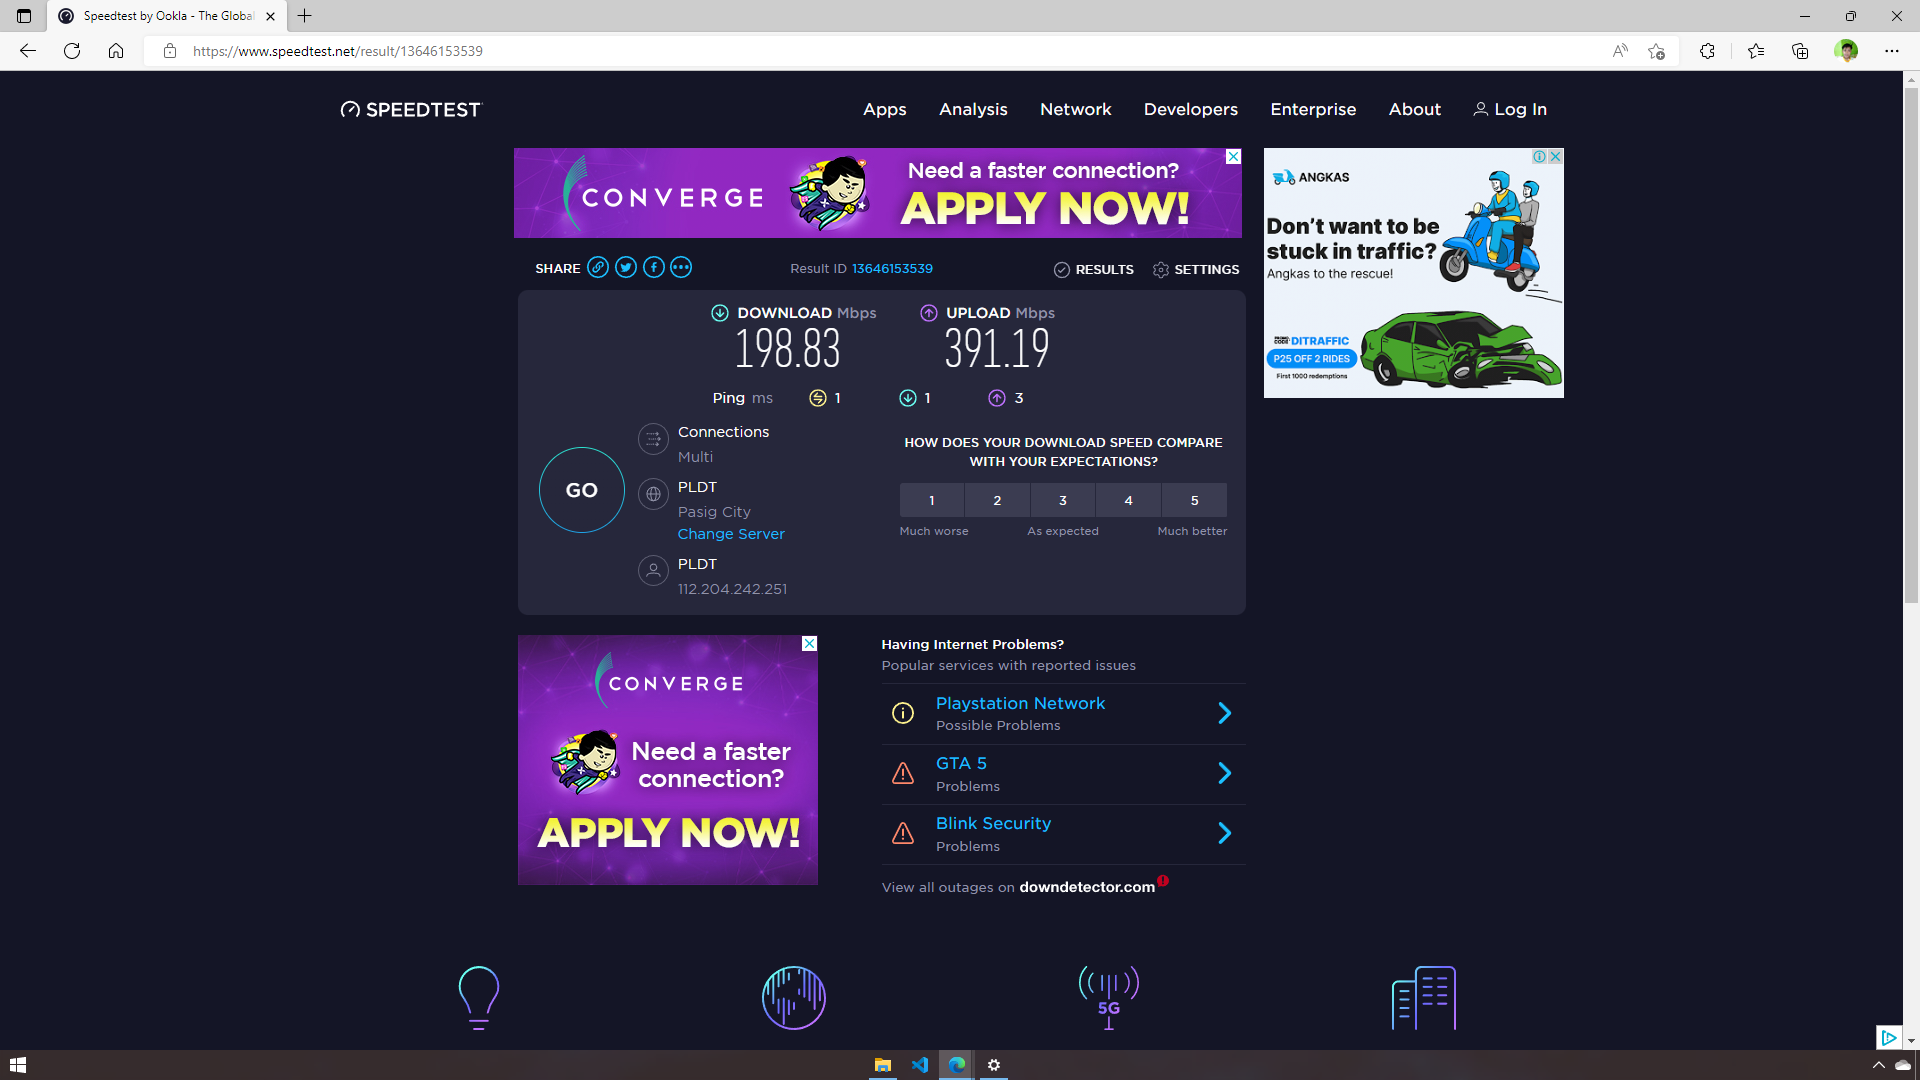 Speedtest by Ookla - The Global
https://www.speedtest.net/result/13646153539
SPEEDTEST
Apps
Analysis
Network
Developers
Enterprise
About
Log In
CONVERGE
Need a faster connection?
APPLY NOW!
ANGKAS
Don't want to be
stuck in traffic?
Angkas to the rescue!
PROMO CODE: DITRAFFIC
P25 OFF 2 RIDES
First 1000 redemptions
SHARE
Result ID 13646153539
RESULTS
SETTINGS
DOWNLOAD Mbps
198.83
UPLOAD Mbps
391.19
Ping ms
1
1
3
GO
Connections
Multi
PLDT
Pasig City
Change Server
PLDT
112.204.242.251
HOW DOES YOUR DOWNLOAD SPEED COMPARE
WITH YOUR EXPECTATIONS?
1
2
3
4
5
Much worse
As expected
Much better
CONVERGE
Need a faster
connection?
APPLY NOW!
Having Internet Problems?
Popular services with reported issues
Playstation Network
Possible Problems
GTA 5
Problems
Blink Security
Problems
View all outages on downdetector.com
5G